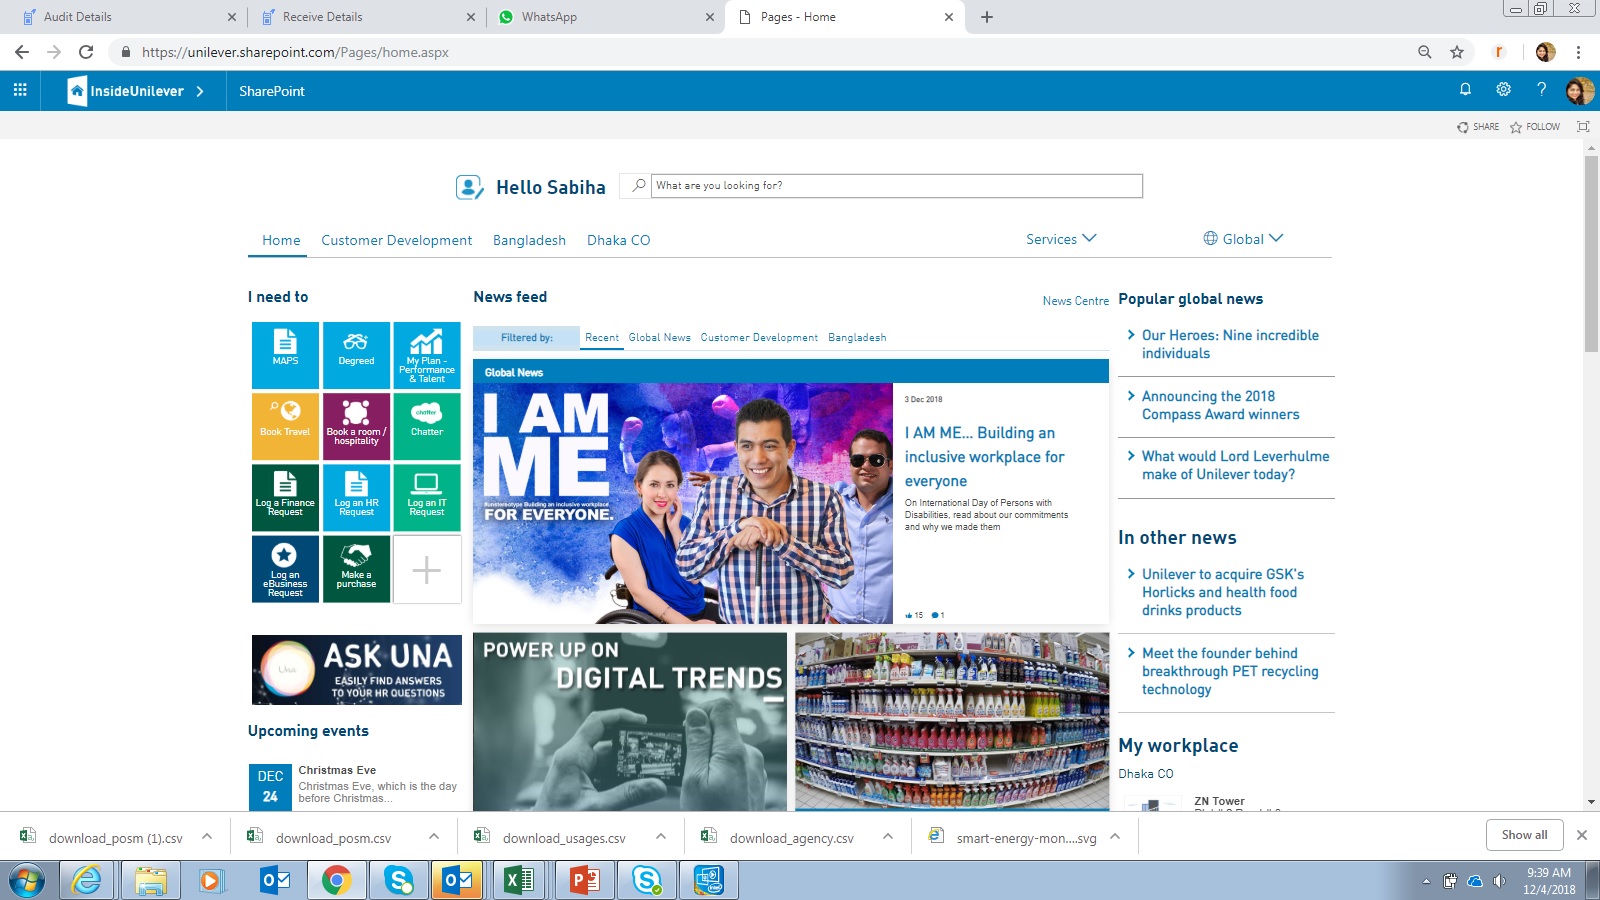 Audit Details
Receive Details
WhatsApp
Pages - Home
https://unilever.sharepoint.com/Pages/home.aspx
InsideUnilever
SharePoint
SHARE
FOLLOW
Hello Sabiha
What are you looking for?
Home
Customer Development
Bangladesh
Dhaka CO
Services
Global
I need to
MAPS
Degreed
My Plan -
Performance
& Talent
Book Travel
Book a room /
hospitality
chatter
Chatter
Log a Finance
Request
Log an HR
Request
Log an IT
Request
Log an
eBusiness
Request
Make a
purchase
Una
ASK UNA
EASILY FIND ANSWERS
TO YOUR HR QUESTIONS
Upcoming events
DEC
24
Christmas Eve
Christmas Eve, which is the day
before Christmas...
News feed
News Centre
Filtered by:
Recent
Global News
Customer Development
Bangladesh
Global News
I AM
ME
#unstereotype Building an inclusive workplace
FOR EVERYONE.
3 Dec 2018
I AM ME... Building an
inclusive workplace for
everyone
On International Day of Persons with
Disabilities, read about our commitments
and why we made them
15
1
POWER UP ON
DIGITAL TRENDS
Popular global news
Our Heroes: Nine incredible
individuals
Announcing the 2018
Compass Award winners
What would Lord Leverhulme
make of Unilever today?
In other news
Unilever to acquire GSK's
Horlicks and health food
drinks products
Meet the founder behind
breakthrough PET recycling
technology
My workplace
Dhaka CO
ZN Tower
download_posm (1).csv
download_posm.csv
download_usages.csv
download_agency.csv
smart-energy-mon....svg
Show all
9:39 AM
12/4/2018